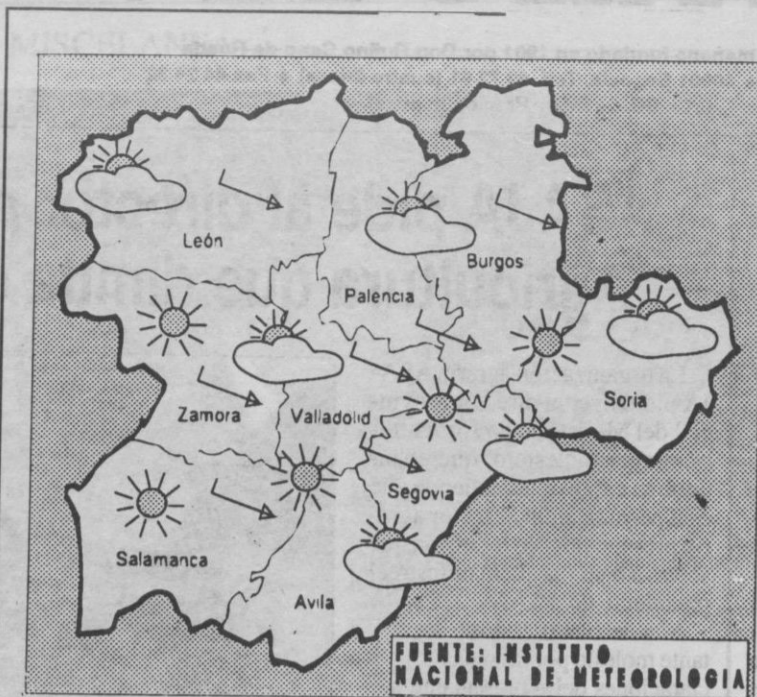 León
Burgos
Palencia
Soria
Zamora
Valladolid
Segovia
Salamanca
Avila
FUENTE: INSTITUTO
NACIONAL DE METEOROLOGIA